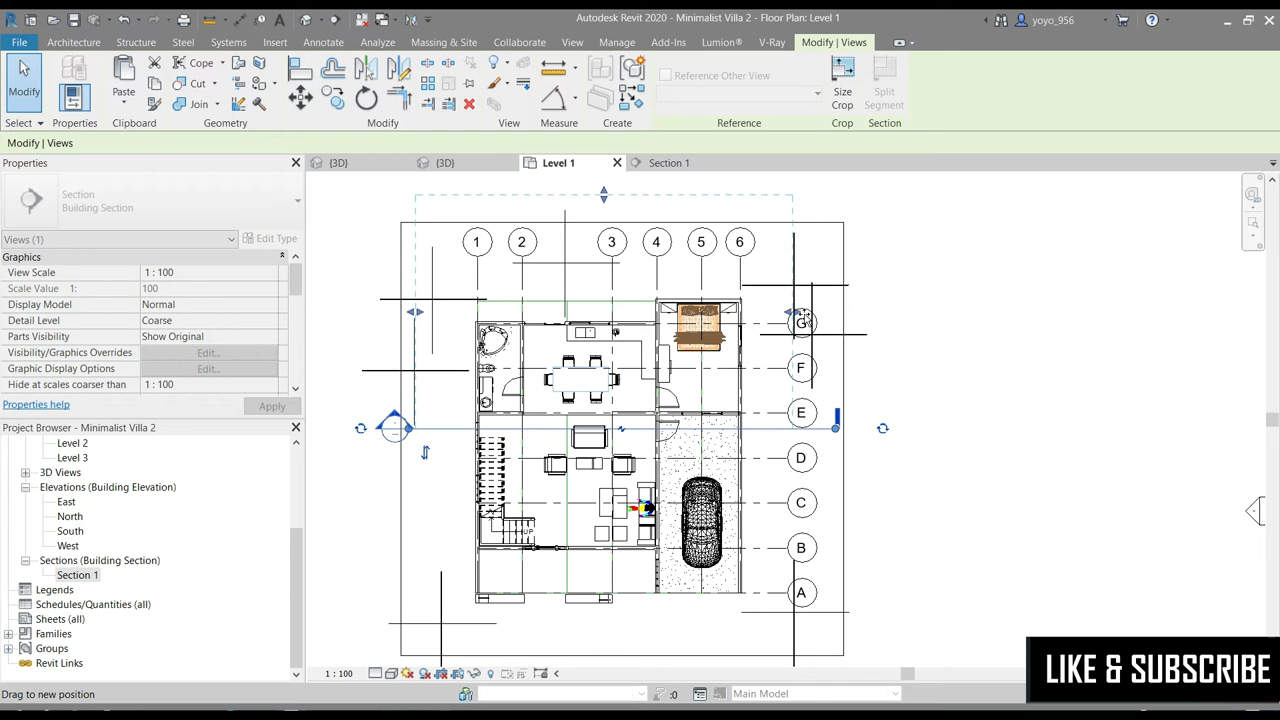 Autodesk Revit 2020 - Minimalist Villa 2 - Floor Plan: Level 1
yoyo_956
File
Architecture
Structure
Steel
Systems
Insert
Annotate
Analyze
Massing & Site
Collaborate
View
Manage
Add-Ins
Lumion®
V-Ray
Modify | Views
Modify
Paste
Cope
Cut
Join
Reference Other View
Size
Crop
Split
Segment
Select
Properties
Clipboard
Geometry
Modify
View
Measure
Create
Reference
Crop
Section
Modify | Views
Properties
{3D}
{3D}
Level 1
Section 1
Section
Building Section
Views (1)
Edit Type
Graphics
View Scale 1 : 100
Scale Value 1: 100
Display Model Normal
Detail Level Coarse
Parts Visibility Show Original
Visibility/Graphics Overrides Edit...
Graphic Display Options Edit...
Hide at scales coarser than 1 : 100
Properties help
Apply
Project Browser - Minimalist Villa 2
Level 2
Level 3
3D Views
Elevations (Building Elevation)
East
North
South
West
Sections (Building Section)
Section 1
Legends
Schedules/Quantities (all)
Sheets (all)
Families
Groups
Revit Links
1 2 3 4 5 6
G
F
E
D
C
B
A
UP
1 : 100
Drag to new position
:0
Main Model
LIKE & SUBSCRIBE